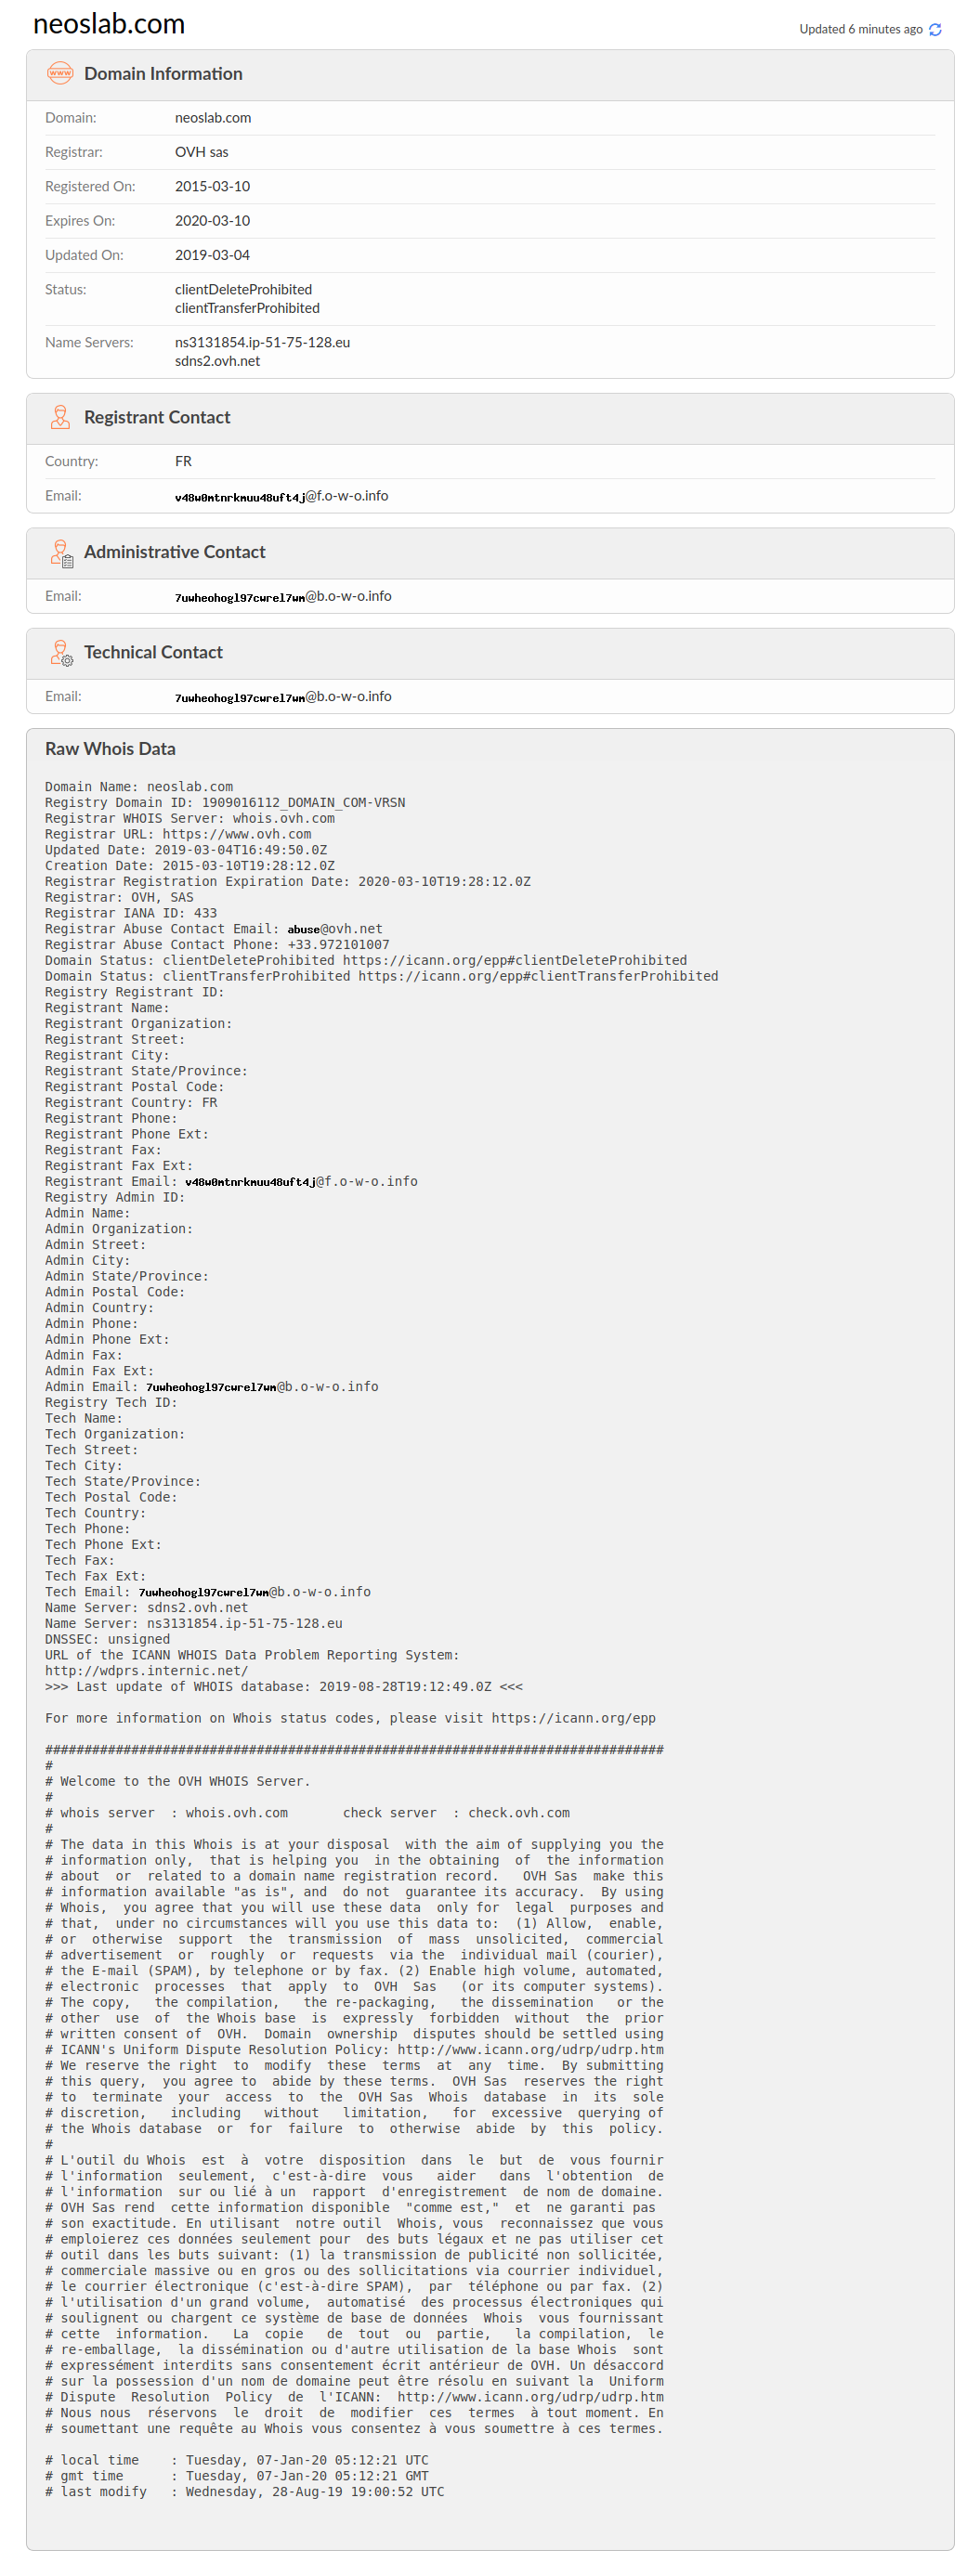 neoslab.com
Updated 6 minutes ago
www
Domain Information
Domain: neoslab.com
Registrar: OVH sas
Registered On: 2015-03-10
Expires On: 2020-03-10
Updated On: 2019-03-04
Status: clientDeleteProhibited
clientTransferProhibited
Name Servers: ns3131854.ip-51-75-128.eu
sdns2.ovh.net
Registrant Contact
Country: FR
Email: v48w0mtnrkmuu48uft4j@f.o-w-o.info
Administrative Contact
Email: 7uwheohogl97cwrel7wm@b.o-w-o.info
Technical Contact
Email: 7uwheohogl97cwrel7wm@b.o-w-o.info
Raw Whois Data
Domain Name: neoslab.com
Registry Domain ID: 1909016112_DOMAIN_COM-VRSN
Registrar WHOIS Server: whois.ovh.com
Registrar URL: https://www.ovh.com
Updated Date: 2019-03-04T16:49:50.0Z
Creation Date: 2015-03-10T19:28:12.0Z
Registrar Registration Expiration Date: 2020-03-10T19:28:12.0Z
Registrar: OVH, SAS
Registrar IANA ID: 433
Registrar Abuse Contact Email: abuse@ovh.net
Registrar Abuse Contact Phone: +33.972101007
Domain Status: clientDeleteProhibited https://icann.org/epp#clientDeleteProhibited
Domain Status: clientTransferProhibited https://icann.org/epp#clientTransferProhibited
Registry Registrant ID:
Registrant Name:
Registrant Organization:
Registrant Street:
Registrant City:
Registrant State/Province:
Registrant Postal Code:
Registrant Country: FR
Registrant Phone:
Registrant Phone Ext:
Registrant Fax:
Registrant Fax Ext:
Registrant Email: v48w0mtnrkmuu48uft4j@f.o-w-o.info
Registry Admin ID:
Admin Name:
Admin Organization:
Admin Street:
Admin City:
Admin State/Province:
Admin Postal Code:
Admin Country:
Admin Phone:
Admin Phone Ext:
Admin Fax:
Admin Fax Ext:
Admin Email: 7uwheohogl97cwrel7wm@b.o-w-o.info
Registry Tech ID:
Tech Name:
Tech Organization:
Tech Street:
Tech City:
Tech State/Province:
Tech Postal Code:
Tech Country:
Tech Phone:
Tech Phone Ext:
Tech Fax:
Tech Fax Ext:
Tech Email: 7uwheohogl97cwrel7wm@b.o-w-o.info
Name Server: sdns2.ovh.net
Name Server: ns3131854.ip-51-75-128.eu
DNSSEC: unsigned
URL of the ICANN WHOIS Data Problem Reporting System:
http://wdprs.internic.net/
>>> Last update of WHOIS database: 2019-08-28T19:12:49.0Z <<<
For more information on Whois status codes, please visit https://icann.org/epp
###############################################################################
#
# Welcome to the OVH WHOIS Server.
#
# whois server  : whois.ovh.com       check server  : check.ovh.com
#
# The data in this Whois is at your disposal  with the aim of supplying you the
# information only,  that is helping you  in the obtaining  of  the information
# about  or  related to a domain name registration record.   OVH Sas  make this
# information available "as is", and  do not  guarantee its accuracy.  By using
# Whois,  you agree that you will use these data  only for  legal  purposes and
# that,  under no circumstances will you use this data to:  (1) Allow,  enable,
# or  otherwise  support  the  transmission  of  mass  unsolicited,  commercial
# advertisement  or  roughly  or  requests  via the  individual mail (courier),
# the E-mail (SPAM), by telephone or by fax. (2) Enable high volume, automated,
# electronic  processes  that  apply  to  OVH  Sas   (or its computer systems).
# The copy,   the compilation,   the re-packaging,   the dissemination   or the
# other  use  of  the Whois base  is  expressly  forbidden  without  the  prior
# written consent of  OVH.  Domain  ownership  disputes should be settled using
# ICANN's Uniform Dispute Resolution Policy: http://www.icann.org/udrp/udrp.htm
# We reserve the right  to  modify  these  terms  at  any  time.  By submitting
# this query,  you agree to  abide by these terms.  OVH Sas  reserves the right
# to  terminate  your  access  to  the  OVH Sas  Whois  database  in  its  sole
# discretion,   including   without   limitation,   for  excessive  querying of
# the Whois database  or  for  failure  to  otherwise  abide  by  this  policy.
#
# L'outil du Whois  est  à  votre  disposition  dans  le  but  de  vous fournir
# l'information  seulement,  c'est-à-dire  vous   aider   dans  l'obtention  de
# l'information  sur ou lié à un  rapport  d'enregistrement  de nom de domaine.
# OVH Sas rend  cette information disponible  "comme est,"  et  ne garanti pas
# son exactitude. En utilisant  notre outil  Whois, vous  reconnaissez que vous
# emploierez ces données seulement pour  des buts légaux et ne pas utiliser cet
# outil dans les buts suivant: (1) la transmission de publicité non sollicitée,
# commerciale massive ou en gros ou des sollicitations via courrier individuel,
# le courrier électronique (c'est-à-dire SPAM),  par  téléphone ou par fax. (2)
# l'utilisation d'un grand volume,  automatisé  des processus électroniques qui
# soulignent ou chargent ce système de base de données  Whois  vous fournissant
# cette  information.   La  copie   de  tout  ou  partie,   la compilation,  le
# re-emballage,  la dissémination ou d'autre utilisation de la base Whois  sont
# expressément interdits sans consentement écrit antérieur de OVH. Un désaccord
# sur la possession d'un nom de domaine peut être résolu en suivant la  Uniform
# Dispute  Resolution  Policy  de  l'ICANN:  http://www.icann.org/udrp/udrp.htm
# Nous nous  réservons  le  droit  de  modifier  ces  termes  à tout moment. En
# soumettant une requête au Whois vous consentez à vous soumettre à ces termes.
# local time    : Tuesday, 07-Jan-20 05:12:21 UTC
# gmt time      : Tuesday, 07-Jan-20 05:12:21 GMT
# last modify   : Wednesday, 28-Aug-19 19:00:52 UTC